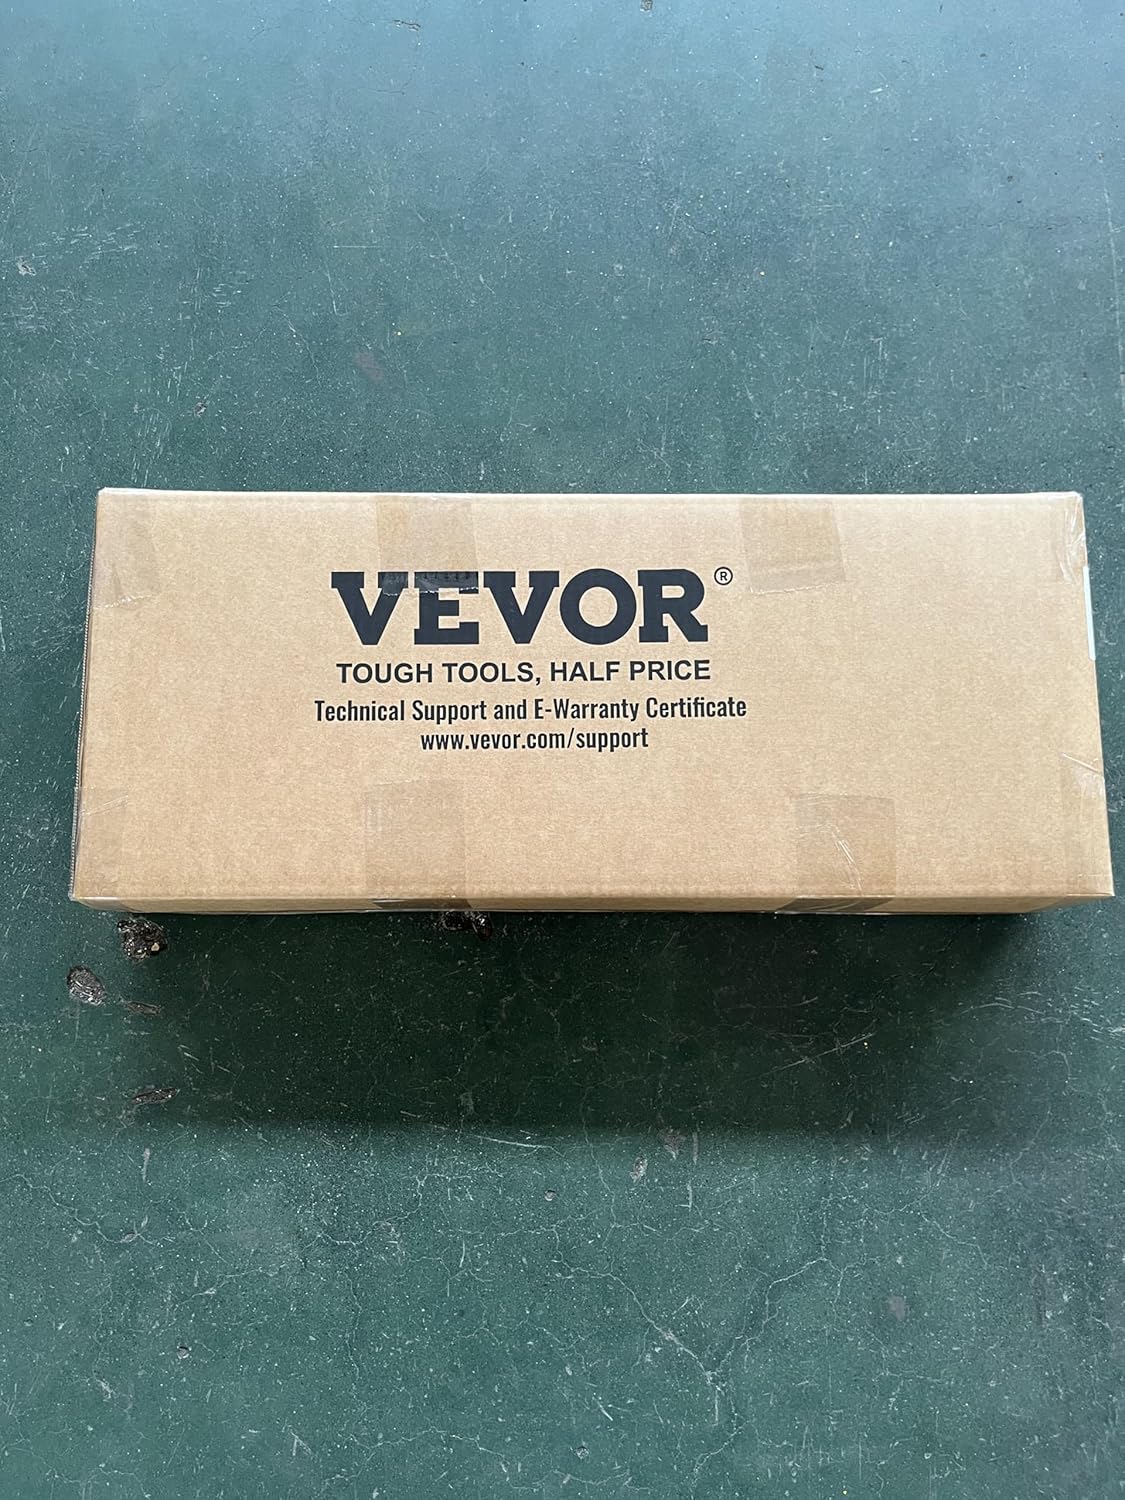 VEVOR®
TOUGH TOOLS, HALF PRICE
Technical Support and E-Warranty Certificate
www.vevor.com/support